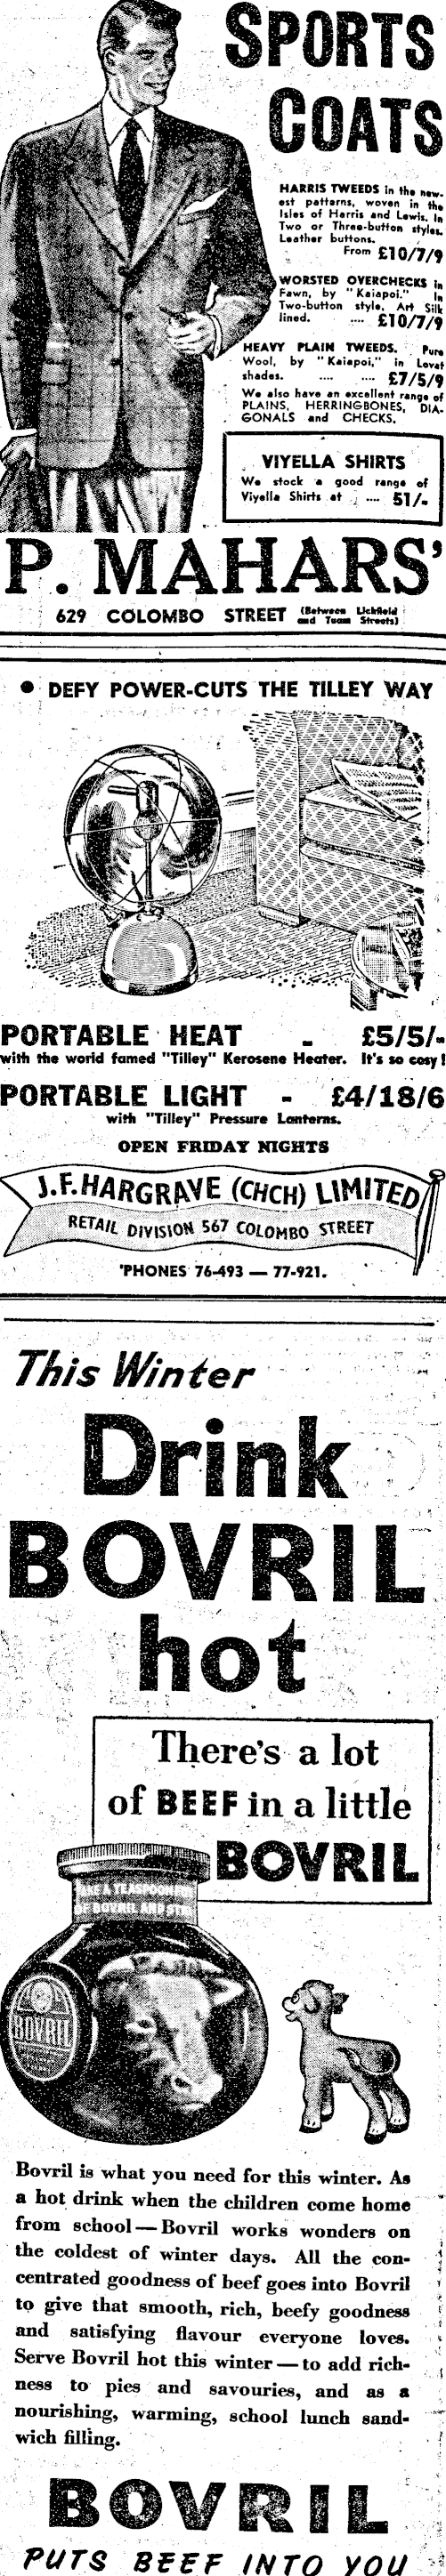 SPORTS
COATS
HARRIS TWEEDS in the new-
est patterns, woven in the
Isles of Harris and Lewis. In
Two or Three-button styles.
Leather buttons.
From £10/7/9
WORSTED OVERCHECKS in
Fawn, by "Kaiapoi." In
Two-button style, Art Silk
lined. .... £10/7/9
HEAVY PLAIN TWEEDS. Pure
Wool, by "Kaiapoi," in Lovat
shades. .... .... £7/5/9
We also have an excellent range of
PLAINS, HERRINGBONES, DIA-
GONALS and CHECKS.
VIYELLA SHIRTS
We stock a good range of
Viyella Shirts at .... 51/-
P. MAHARS'
629 COLOMBO STREET (Between Lichfield
and Tuam Streets)
● DEFY POWER-CUTS THE TILLEY WAY
PORTABLE HEAT - £5/5/-
with the world famed "Tilley" Kerosene Heater. It's so cosy!
PORTABLE LIGHT - £4/18/6
with "Tilley" Pressure Lanterns.
OPEN FRIDAY NIGHTS
J.F. HARGRAVE (CHCH) LIMITED
RETAIL DIVISION 567 COLOMBO STREET
'PHONES 76-493 — 77-921.
This Winter
Drink
BOVRIL
hot
There's a lot
of BEEF in a little
BOVRIL
A TEASPOON
OF BOVRIL AND
BOVRIL
Bovril is what you need for this winter. As
a hot drink when the children come home
from school — Bovril works wonders on
the coldest of winter days. All the con-
centrated goodness of beef goes into Bovril
to give that smooth, rich, beefy goodness
and satisfying flavour everyone loves.
Serve Bovril hot this winter — to add rich-
ness to pies and savouries, and as a
nourishing, warming, school lunch sand-
wich filling.
BOVRIL
PUTS BEEF INTO YOU